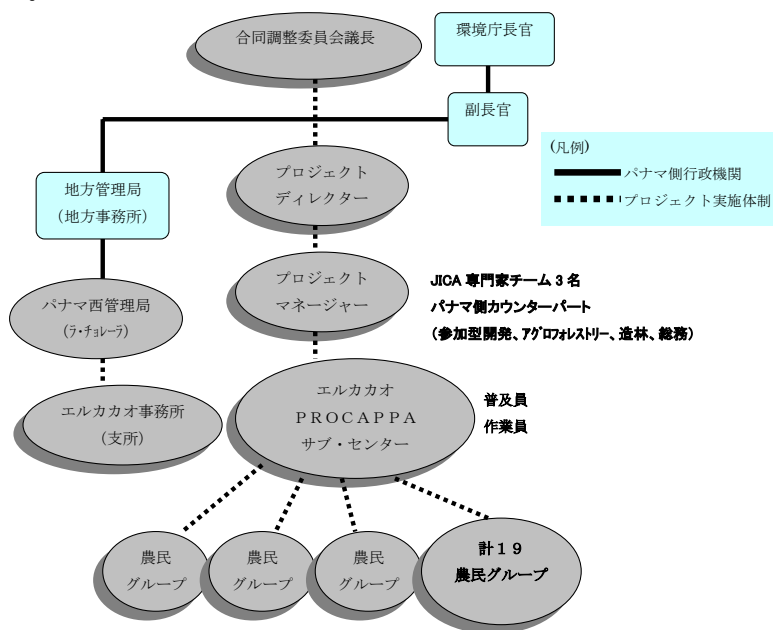 合同調整委員会議長
環境庁長官
副長官
(凡例)
パナマ側行政機関
プロジェクト実施体制
地方管理局
(地方事務所)
プロジェクト
ディレクター
プロジェクト
マネージャー
JICA 専門家チーム 3 名
パナマ側カウンターパート
(参加型開発、アグロフォレストリー、造林、総務)
パナマ西管理局
(ラ・チョレーラ)
エルカカオ事務所
(支所)
エルカカオ
PROCAPPA
サブ・センター
普及員
作業員
農民
グループ
農民
グループ
農民
グループ
計19
農民グループ